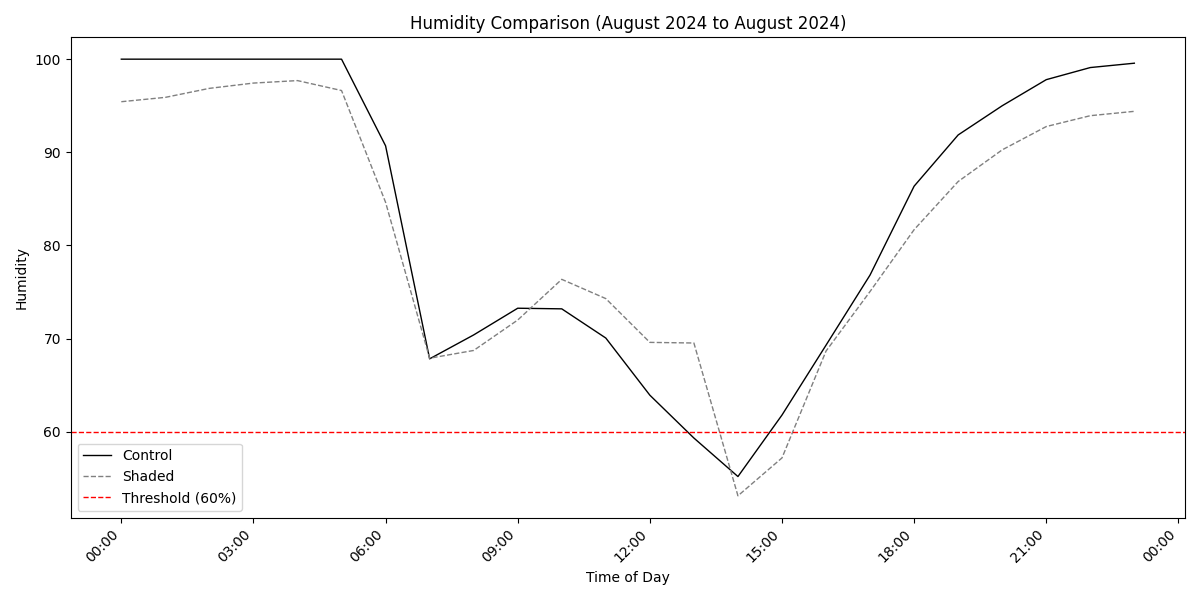 Humidity Comparison (August 2024 to August 2024)
Humidity
100
90
80
70
60
Control
Shaded
Threshold (60%)
00:00
03:00
06:00
09:00
12:00
15:00
18:00
21:00
00:00
Time of Day